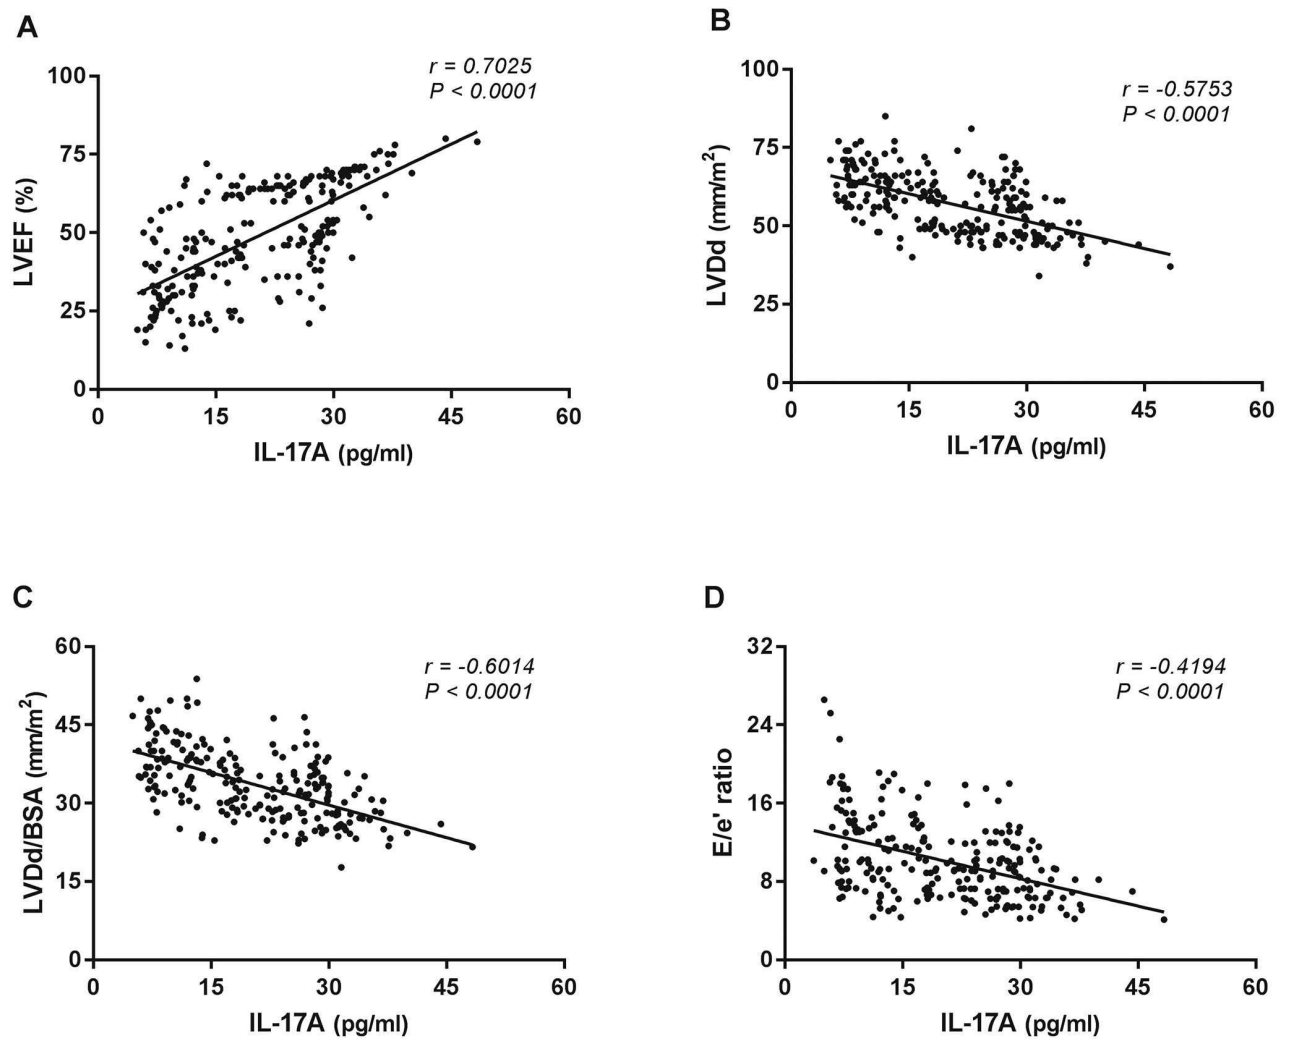 A
r = 0.7025
P < 0.0001
100
75
50
25
0
LVEF (%)
0 15 30 45 60
IL-17A (pg/ml)
B
r = -0.5753
P < 0.0001
100
75
50
25
0
LVDd (mm/m²)
0 15 30 45 60
IL-17A (pg/ml)
C
r = -0.6014
P < 0.0001
60
45
30
15
0
LVDd/BSA (mm/m²)
0 15 30 45 60
IL-17A (pg/ml)
D
r = -0.4194
P < 0.0001
32
24
16
8
0
E/e' ratio
0 15 30 45 60
IL-17A (pg/ml)